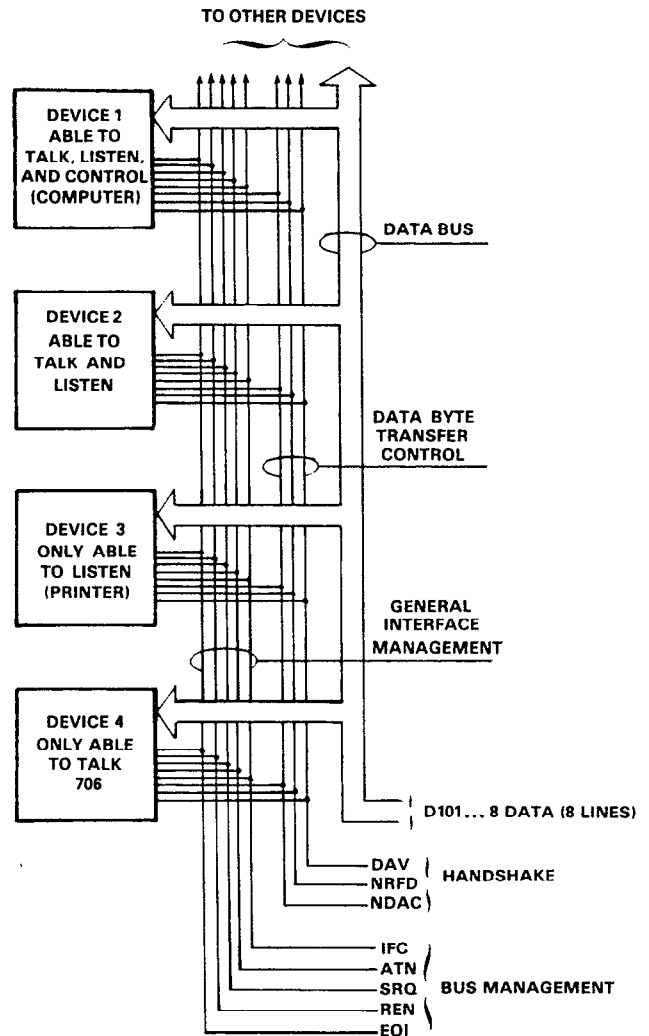 TO OTHER DEVICES
DEVICE 1
ABLE TO
TALK, LISTEN,
AND CONTROL
(COMPUTER)
DATA BUS
DEVICE 2
ABLE TO
TALK AND
LISTEN
DATA BYTE
TRANSFER
CONTROL
DEVICE 3
ONLY ABLE
TO LISTEN
(PRINTER)
GENERAL
INTERFACE
MANAGEMENT
DEVICE 4
ONLY ABLE
TO TALK
706
D101...8 DATA (8 LINES)
DAV
NRFD
NDAC
HANDSHAKE
IFC
ATN
SRQ
REN
EOI
BUS MANAGEMENT